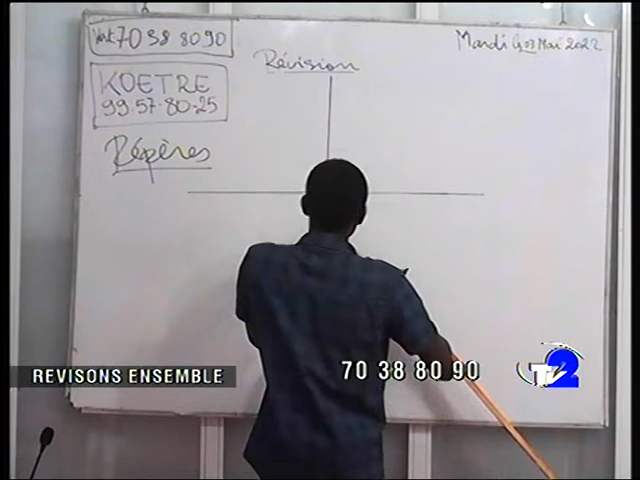 70 38 80 90
KOETRE
99-57-80-25
Repères
Révision
Mardi 03 Mai 2022
REVISONS ENSEMBLE
70 38 80 90
T 2